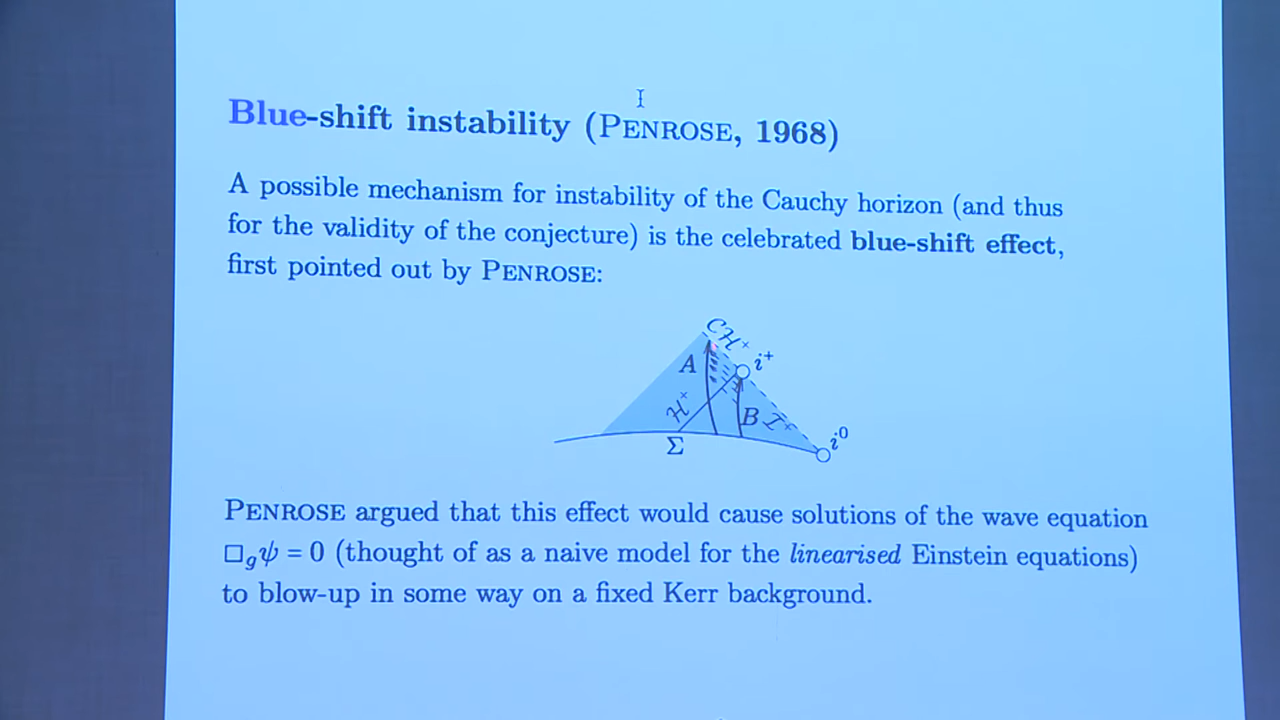 Blue-shift instability (PENROSE, 1968)
A possible mechanism for instability of the Cauchy horizon (and thus
for the validity of the conjecture) is the celebrated blue-shift effect,
first pointed out by PENROSE:
CH⁺
A
i⁺
H⁺
B
I⁺
i⁰
Σ
PENROSE argued that this effect would cause solutions of the wave equation
□gψ = 0 (thought of as a naive model for the linearised Einstein equations)
to blow-up in some way on a fixed Kerr background.